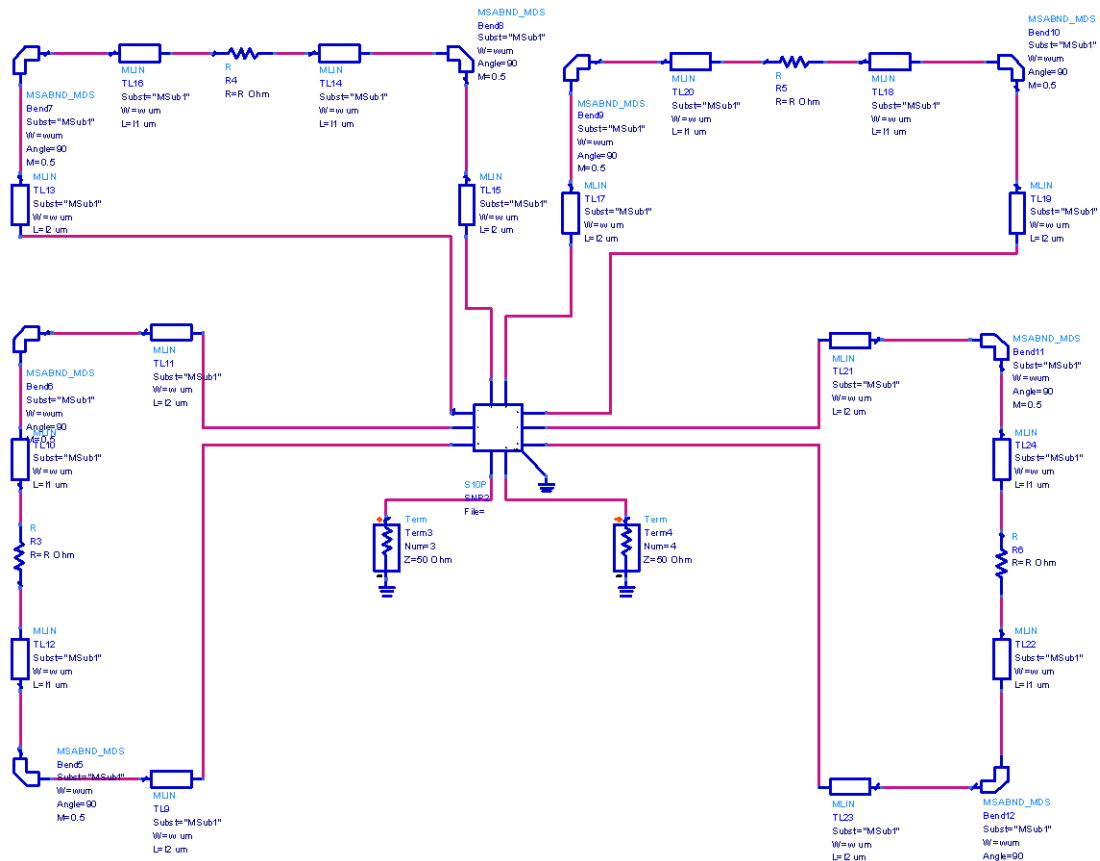 MSABND_MDS
Bend8
Subst="MSub1"
W=wum
Angle=90
M=0.5
MSABND_MDS
Bend10
Subst="MSub1"
W=wum
Angle=90
M=0.5
MLIN
TL16
Subst="MSub1"
W=w um
L=l1 um
R
R4
R=R Ohm
MLIN
TL14
Subst="MSub1"
W=w um
L=l1 um
MLIN
TL20
Subst="MSub1"
W=w um
L=l1 um
R
R5
R=R Ohm
MLIN
TL18
Subst="MSub1"
W=w um
L=l1 um
MSABND_MDS
Bend7
Subst="MSub1"
W=wum
Angle=90
M=0.5
MSABND_MDS
Bend9
Subst="MSub1"
W=wum
Angle=90
M=0.5
MLIN
TL13
Subst="MSub1"
W=w um
L=l2 um
MLIN
TL15
Subst="MSub1"
W=w um
L=l2 um
MLIN
TL17
Subst="MSub1"
W=w um
L=l2 um
MLIN
TL19
Subst="MSub1"
W=w um
L=l2 um
MLIN
TL11
Subst="MSub1"
W=w um
L=l2 um
MLIN
TL21
Subst="MSub1"
W=w um
L=l2 um
MSABND_MDS
Bend11
Subst="MSub1"
W=wum
Angle=90
M=0.5
MSABND_MDS
Bend6
Subst="MSub1"
W=wum
Angle=90
M=0.5
MLIN
TL10
Subst="MSub1"
W=w um
L=l1 um
MLIN
TL24
Subst="MSub1"
W=w um
L=l1 um
S10P
SNP2
File=
R
R3
R=R Ohm
Term
Term3
Num=3
Z=50 Ohm
Term
Term4
Num=4
Z=50 Ohm
R
R6
R=R Ohm
MLIN
TL12
Subst="MSub1"
W=w um
L=l1 um
MLIN
TL22
Subst="MSub1"
W=w um
L=l1 um
MSABND_MDS
Bend5
Subst="MSub1"
W=wum
Angle=90
M=0.5
MLIN
TL9
Subst="MSub1"
W=w um
L=l2 um
MLIN
TL23
Subst="MSub1"
W=w um
L=l2 um
MSABND_MDS
Bend12
Subst="MSub1"
W=wum
Angle=90